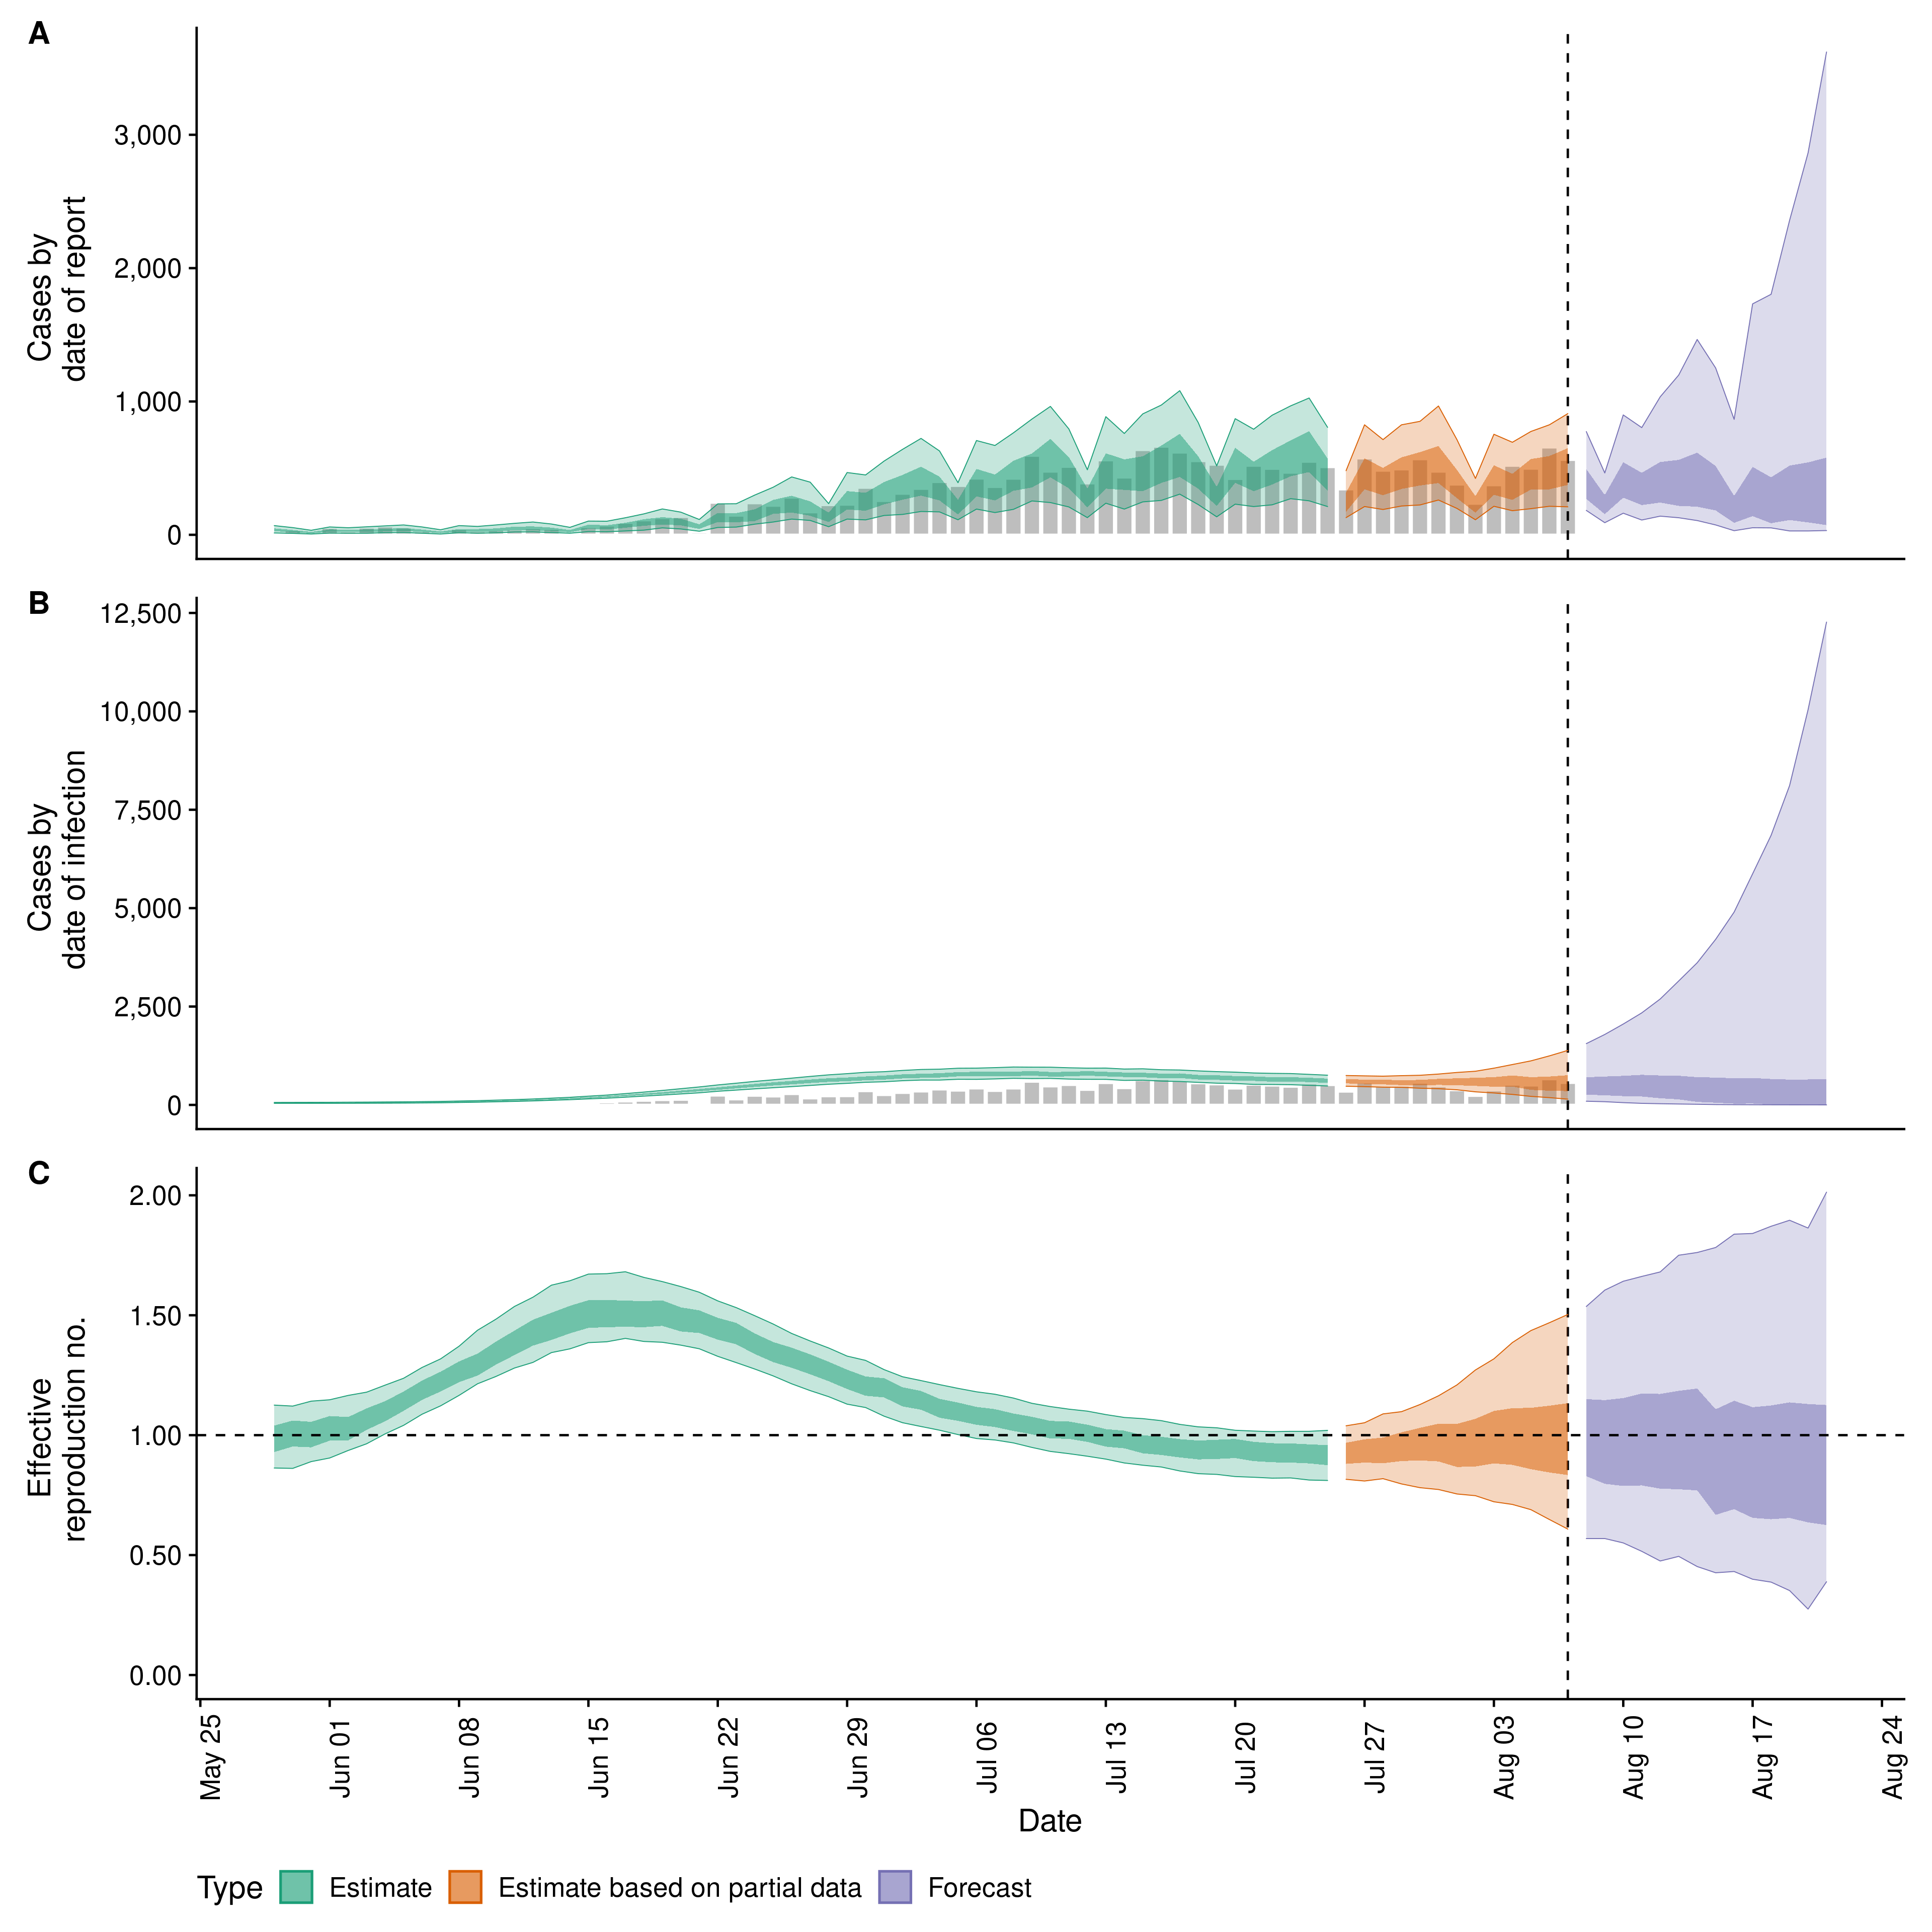 A
Cases by
date of report
3,000
2,000
1,000
0
B
Cases by
date of infection
12,500
10,000
7,500
5,000
2,500
0
C
Effective
reproduction no.
2.00
1.50
1.00
0.50
0.00
May 25
Jun 01
Jun 08
Jun 15
Jun 22
Jun 29
Jul 06
Jul 13
Jul 20
Jul 27
Aug 03
Aug 10
Aug 17
Aug 24
Date
Type Estimate Estimate based on partial data Forecast